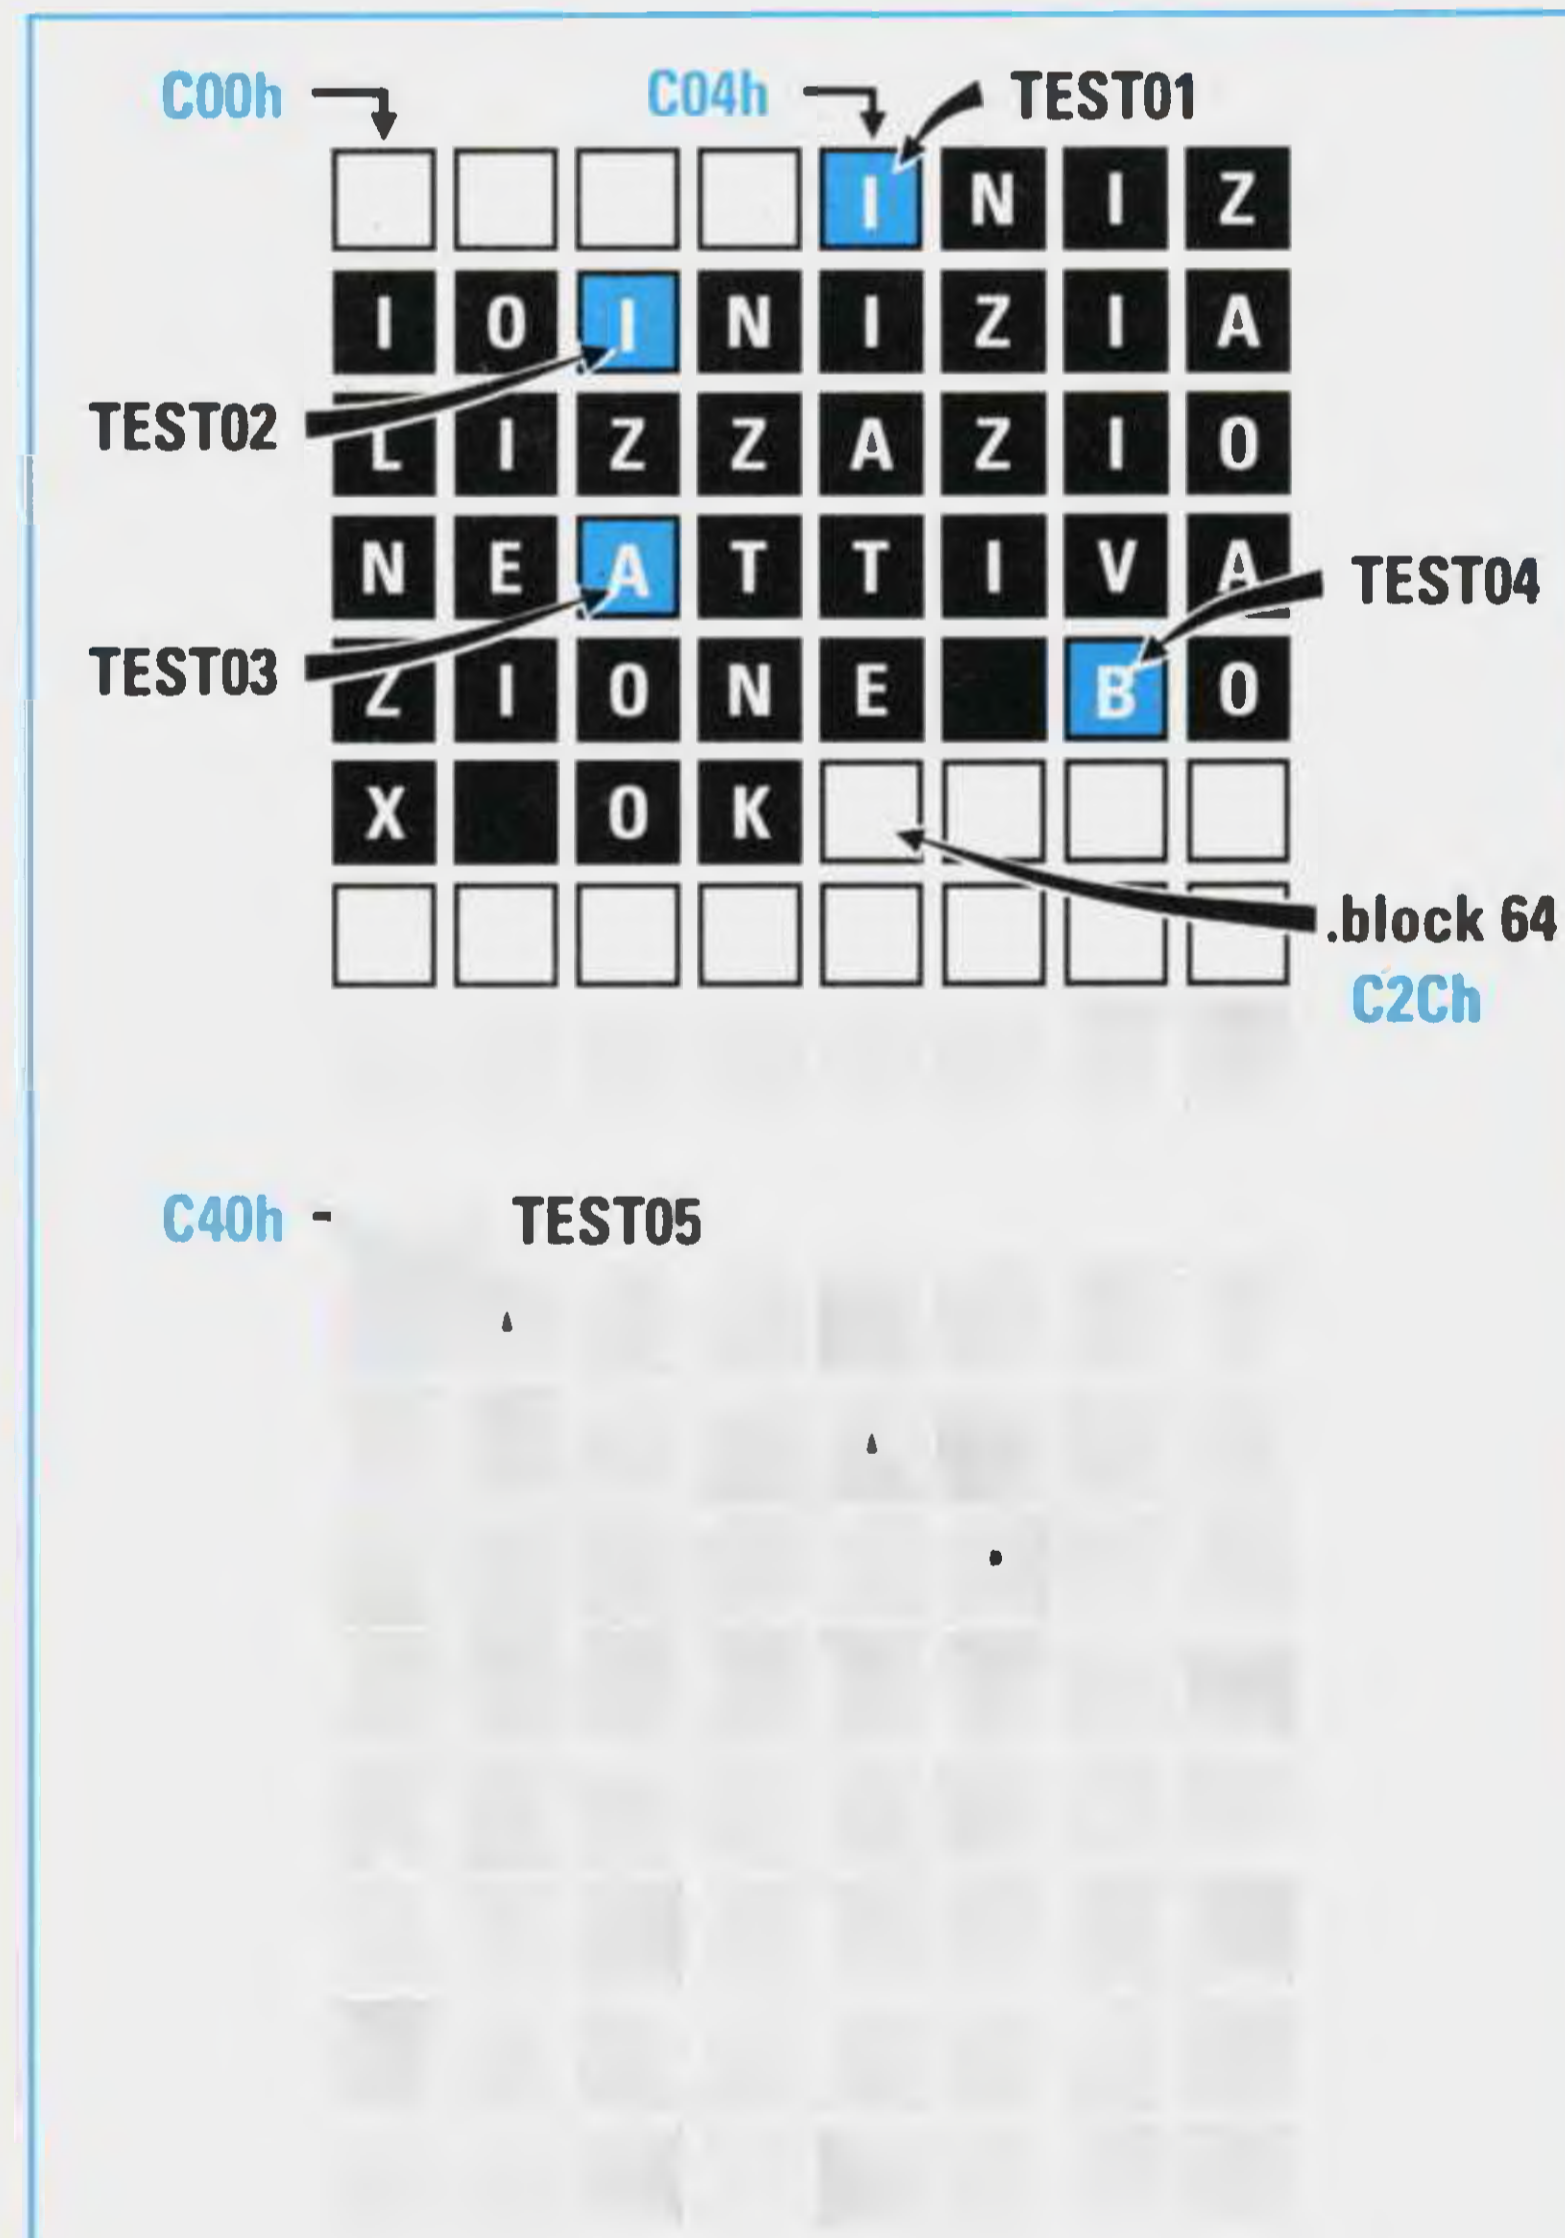 C00h C04h TEST01
I N I Z
I O I N I Z I A
TEST02
L I Z Z A Z I O
N E A T T I V A
TEST04
TEST03
Z I O N E B O
X O K
.block 64
C2Ch
C40h - TEST05